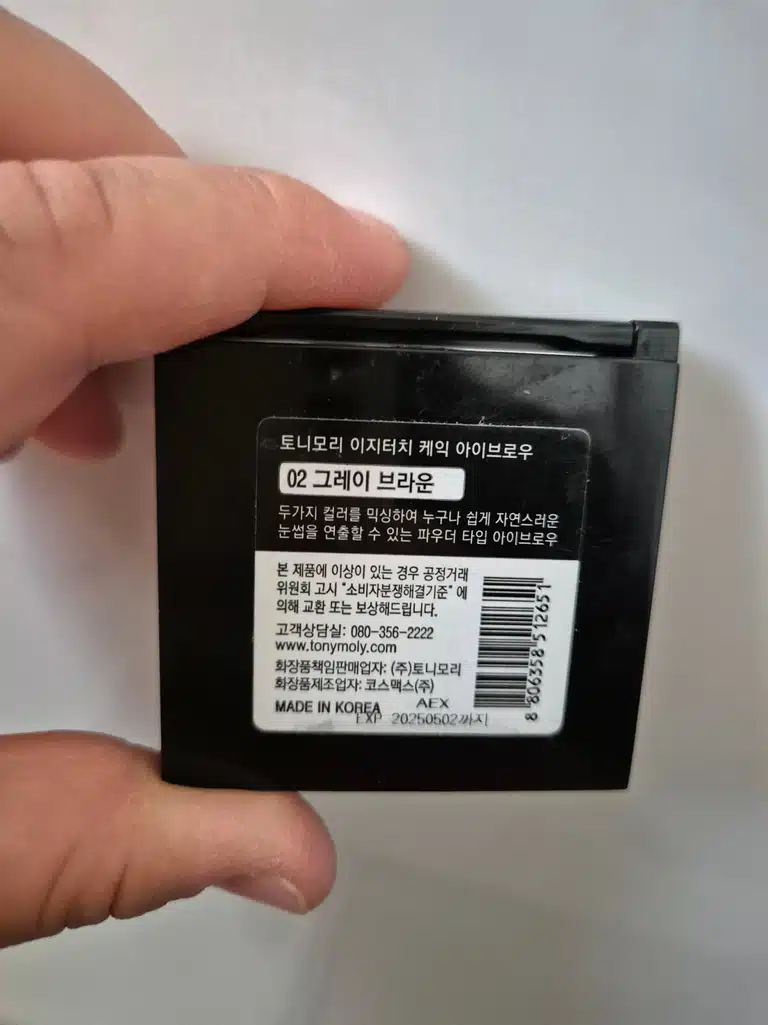 토니모리 이지터치 케익 아이브로우
02 그레이 브라운
두가지 컬러를 믹싱하여 누구나 쉽게 자연스러운
눈썹을 연출할 수 있는 파우더 타입 아이브로우
본 제품에 이상이 있는 경우 공정거래
위원회 고시 "소비자분쟁해결기준" 에
의해 교환 또는 보상해드립니다.
고객상담실: 080-356-2222
www.tonymoly.com
화장품책임판매업자: (주)토니모리
화장품제조업자: 코스맥스(주)
MADE IN KOREA
AEX
EXP 20250502까지
8 806358 512651